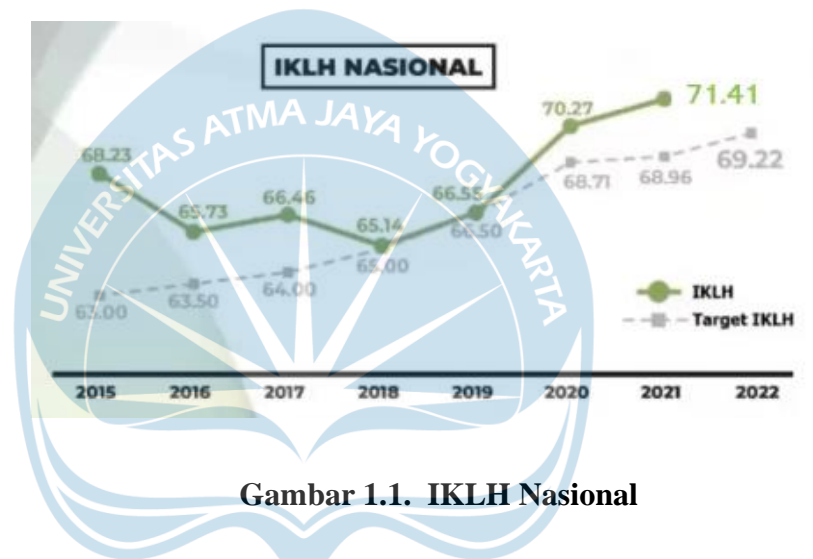 IKLH NASIONAL
UNIVERSITAS ATMA JAYA YOGYAKARTA
68.23
65.73
66.46
65.14
66.55
70.27
71.41
63.00
63.50
64.00
65.00
66.50
68.71
68.96
69.22
IKLH
Target IKLH
2015 2016 2017 2018 2019 2020 2021 2022
Gambar 1.1. IKLH Nasional